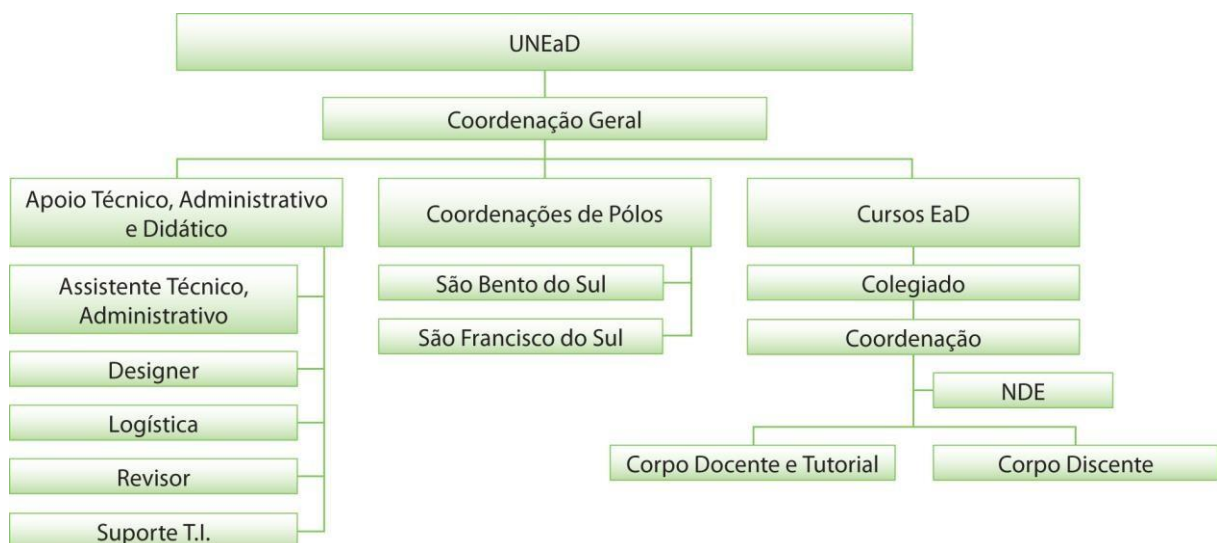 UNEaD
Coordenação Geral
Apoio Técnico, Administrativo
e Didático
Coordenações de Pólos
Cursos EaD
Assistente Técnico,
Administrativo
São Bento do Sul
Colegiado
São Francisco do Sul
Coordenação
Designer
NDE
Logística
Corpo Docente e Tutorial
Corpo Discente
Revisor
Suporte T.I.